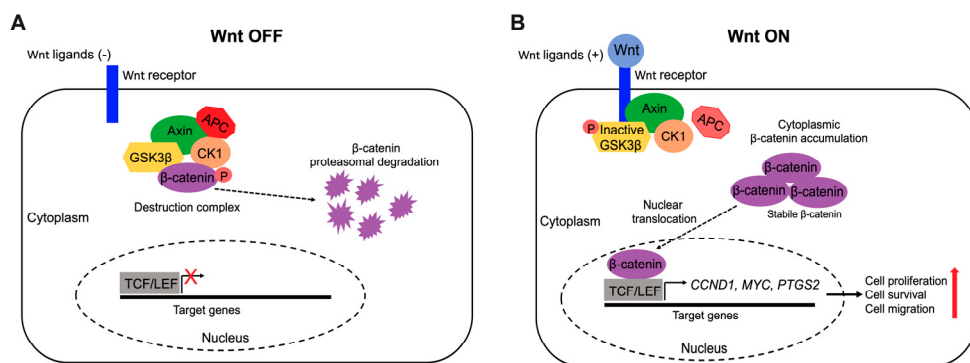 A
Wnt OFF
Wnt ligands (-)
Wnt receptor
Axin
APC
GSK3β
CK1
β-catenin
P
Destruction complex
β-catenin
proteasomal degradation
Cytoplasm
TCF/LEF
X
Target genes
Nucleus
B
Wnt ON
Wnt ligands (+)
Wnt
Wnt receptor
Axin
APC
P
Inactive
GSK3β
CK1
Cytoplasmic
β-catenin accumulation
β-catenin
β-catenin
β-catenin
Stabile β-catenin
Nuclear
translocation
Cytoplasm
β-catenin
TCF/LEF
CCND1, MYC, PTGS2
Target genes
Nucleus
Cell proliferation
Cell survival
Cell migration